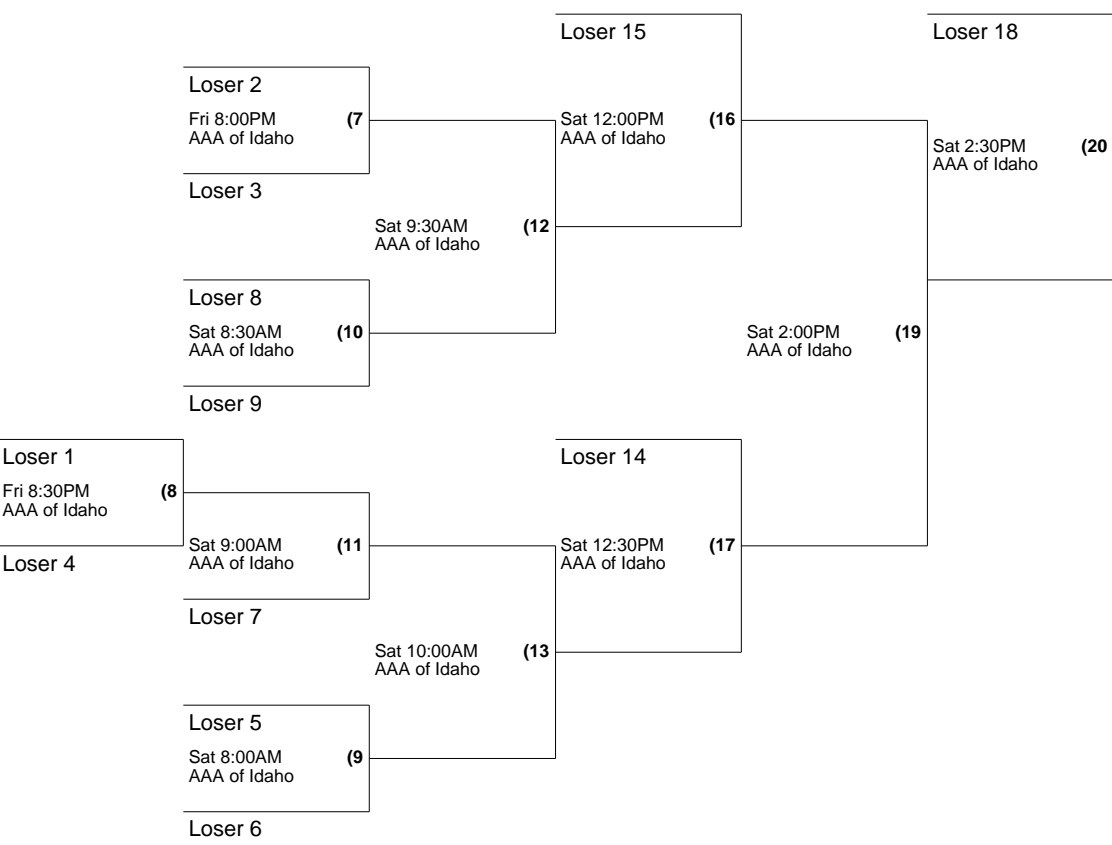 Loser 15
Loser 18
Loser 2
Fri 8:00PM (7
AAA of Idaho
Sat 12:00PM (16
AAA of Idaho
Sat 2:30PM (20
AAA of Idaho
Loser 3
Sat 9:30AM (12
AAA of Idaho
Loser 8
Sat 8:30AM (10
AAA of Idaho
Sat 2:00PM (19
AAA of Idaho
Loser 9
Loser 1
Loser 14
Fri 8:30PM (8
AAA of Idaho
Sat 9:00AM (11
AAA of Idaho
Sat 12:30PM (17
AAA of Idaho
Loser 4
Loser 7
Sat 10:00AM (13
AAA of Idaho
Loser 5
Sat 8:00AM (9
AAA of Idaho
Loser 6